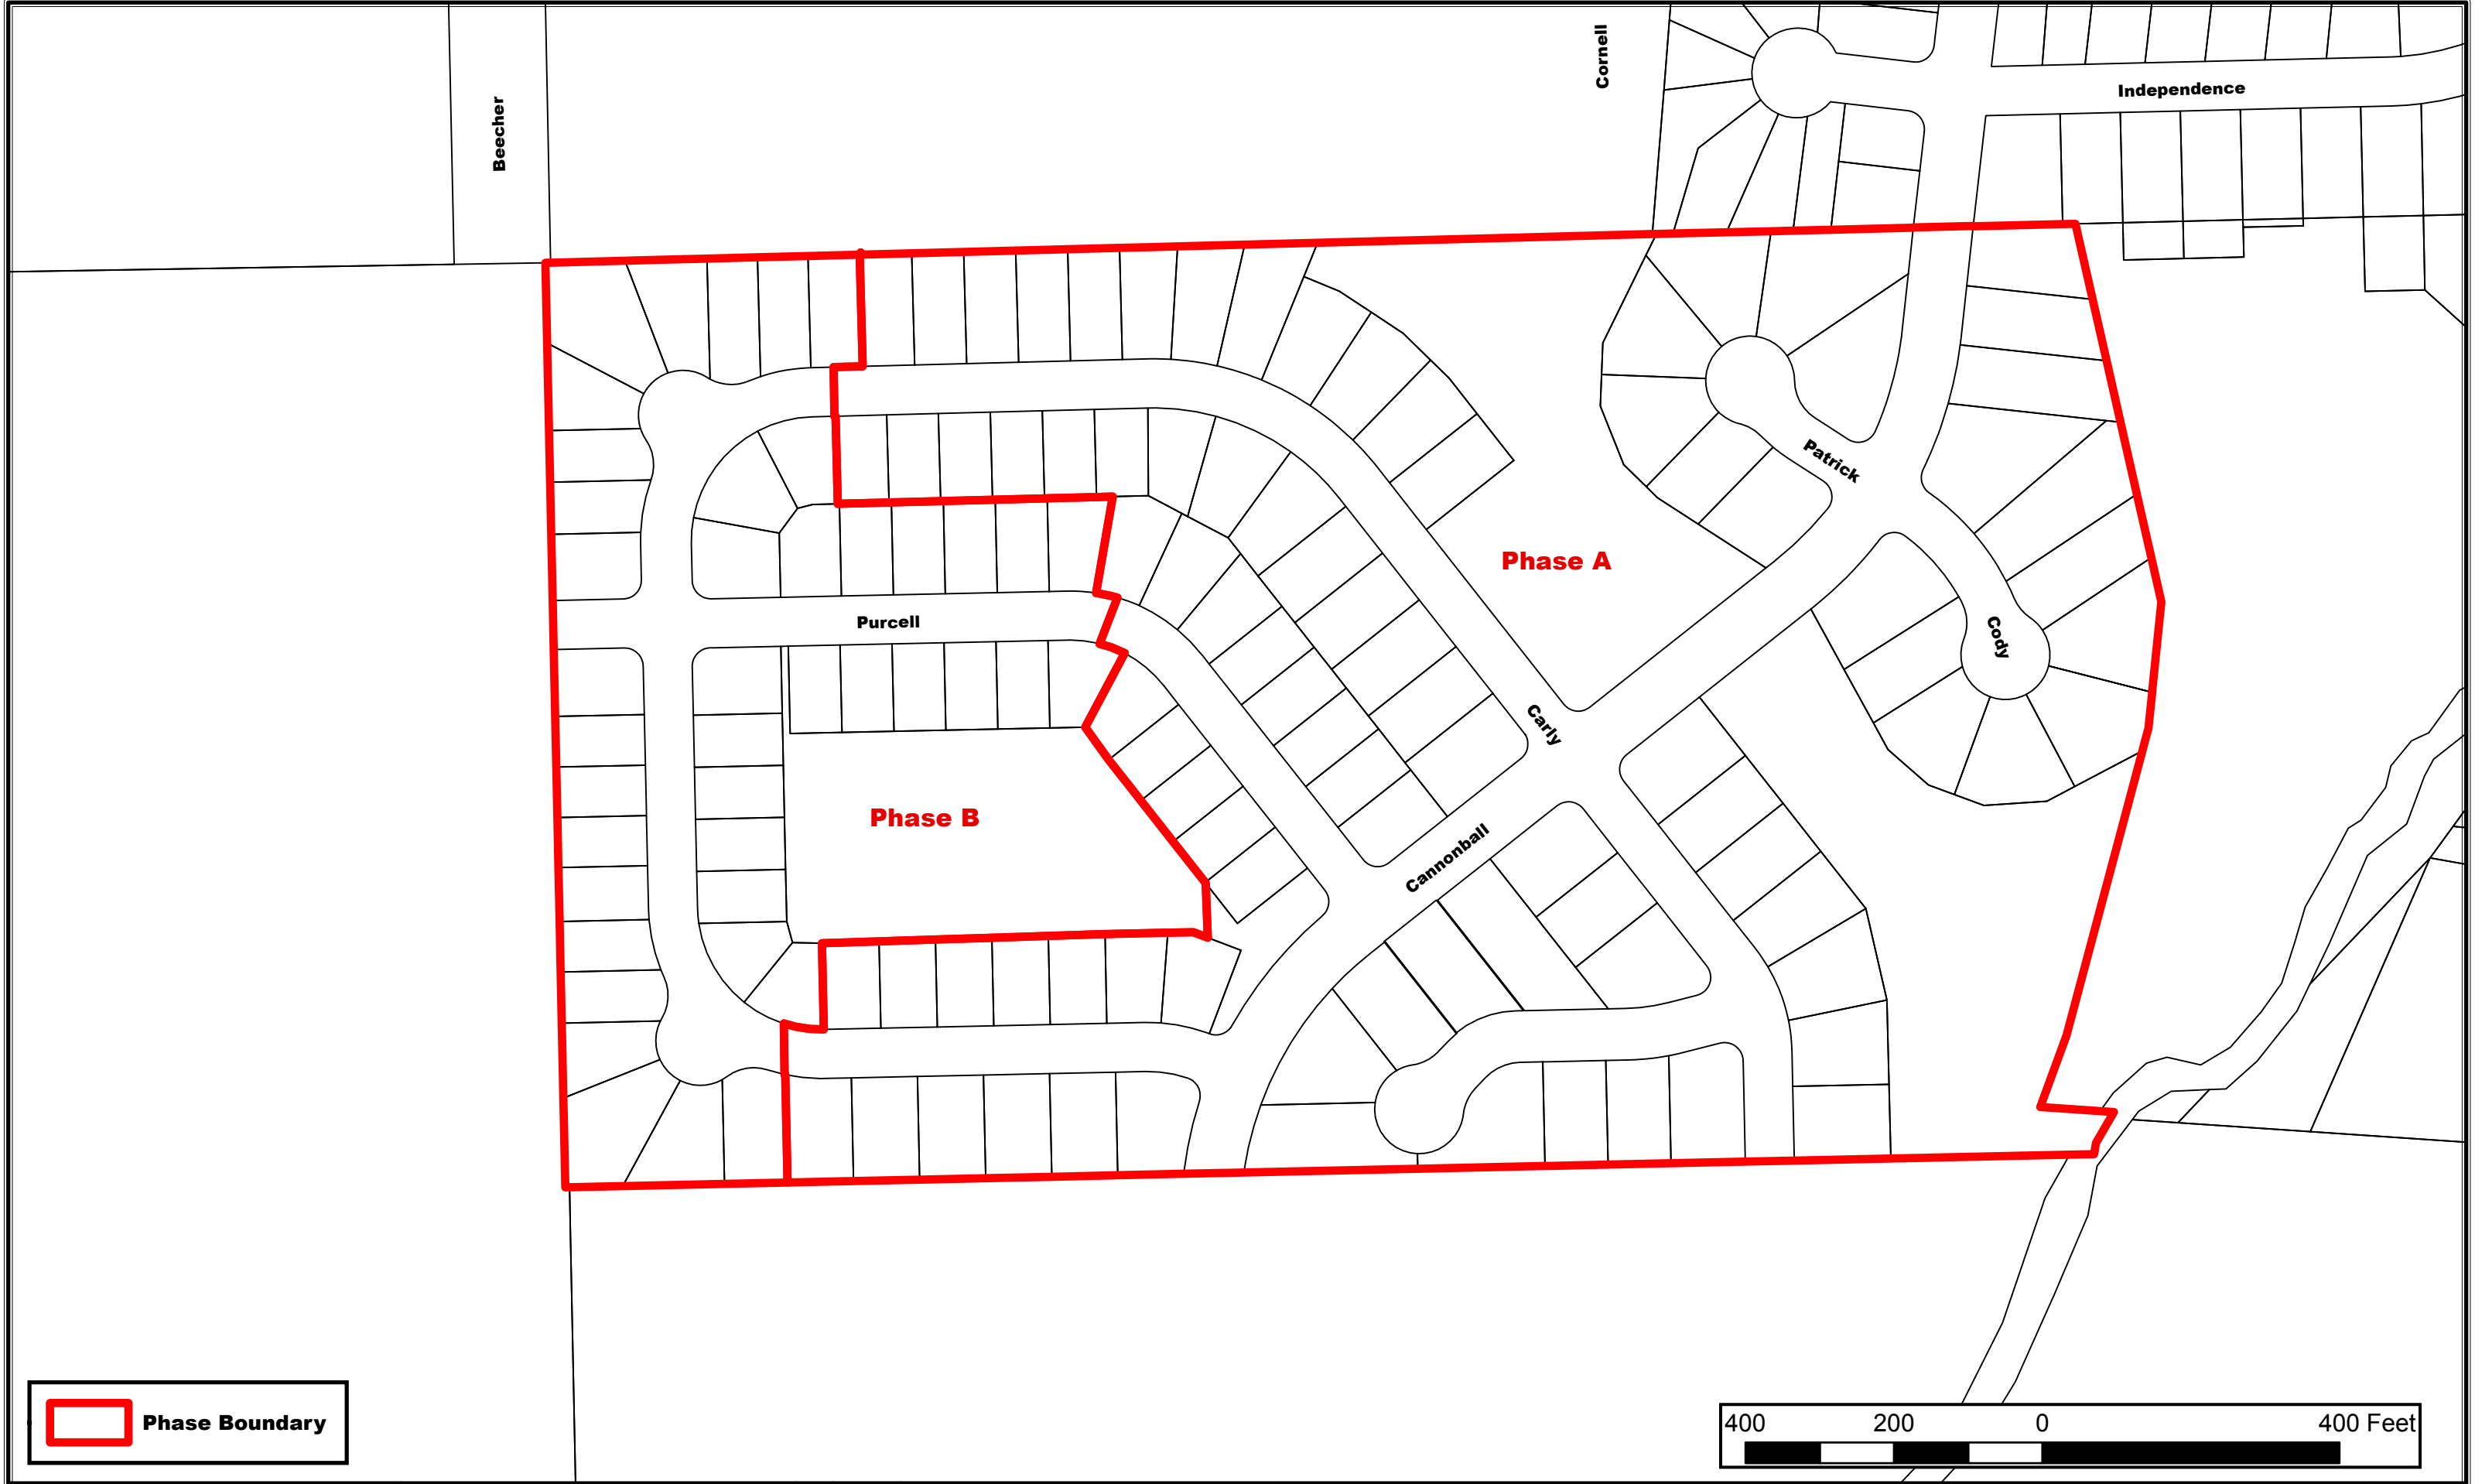 Cornell
Independence
Beecher
Patrick
Phase A
Purcell
Cody
Carly
Phase B
Cannonball
Phase Boundary
400 200 0 400 Feet